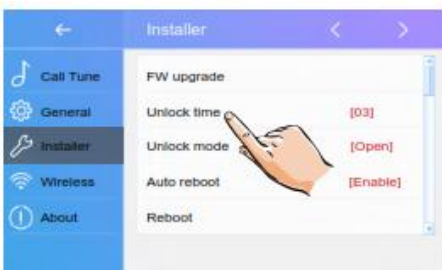 Installer
Call Tune
General
Installer
Wireless
About
FW upgrade
Unlock time [03]
Unlock mode [Open]
Auto reboot [Enable]
Reboot